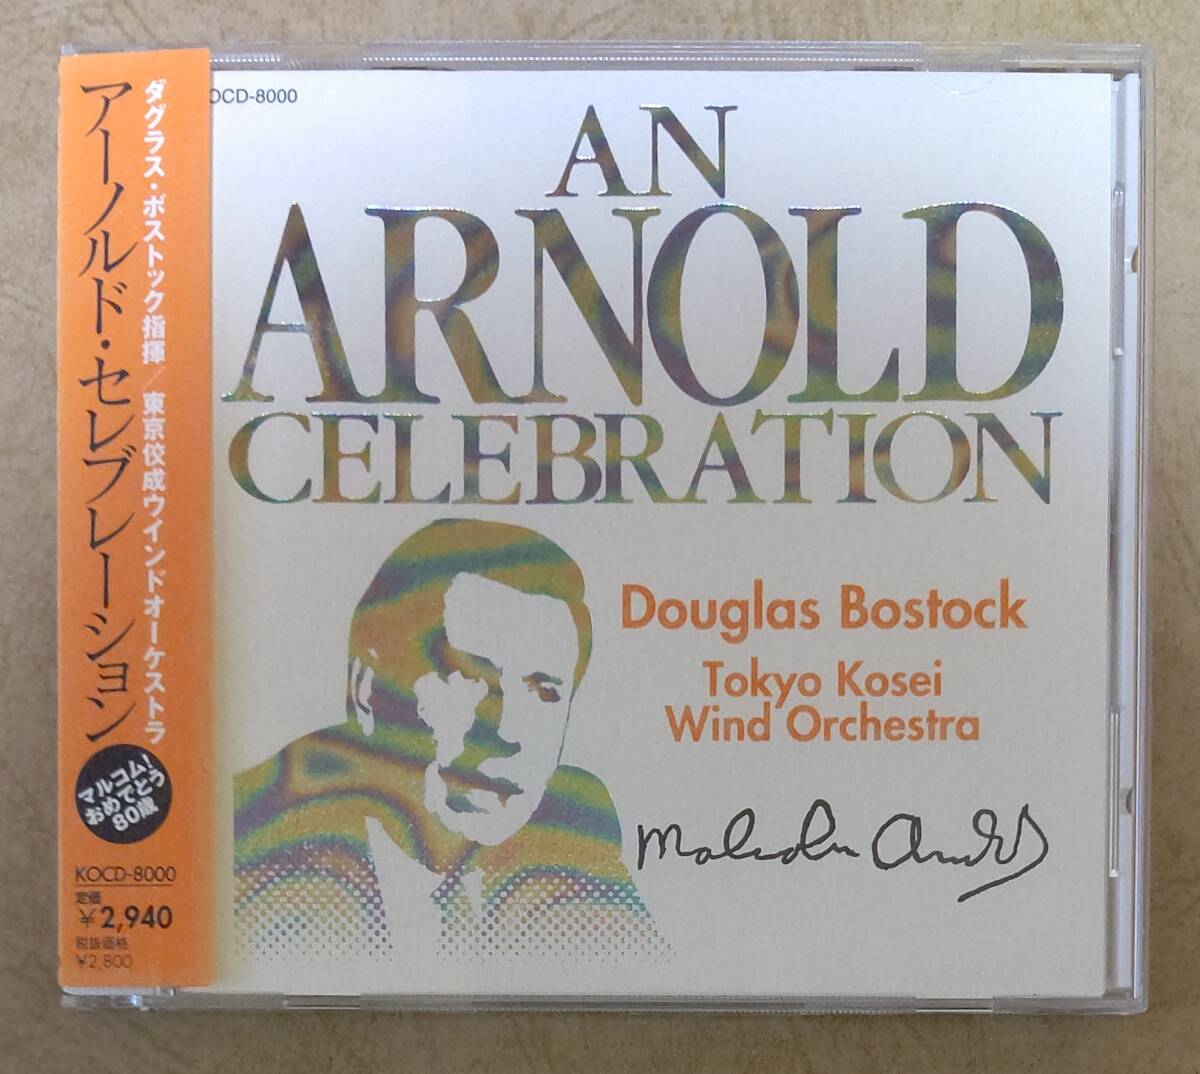 ダグラス・ボストック指揮／東京佼成ウインドオーケストラ
アーノルド・セレブレーション
マルコム！
おめでとう
80歳
KOCD-8000
定価
¥2,940
税抜価格
¥2,800
OCD-8000
AN
ARNOLD
CELEBRATION
Douglas Bostock
Tokyo Kosei
Wind Orchestra
Malcolm Arnold